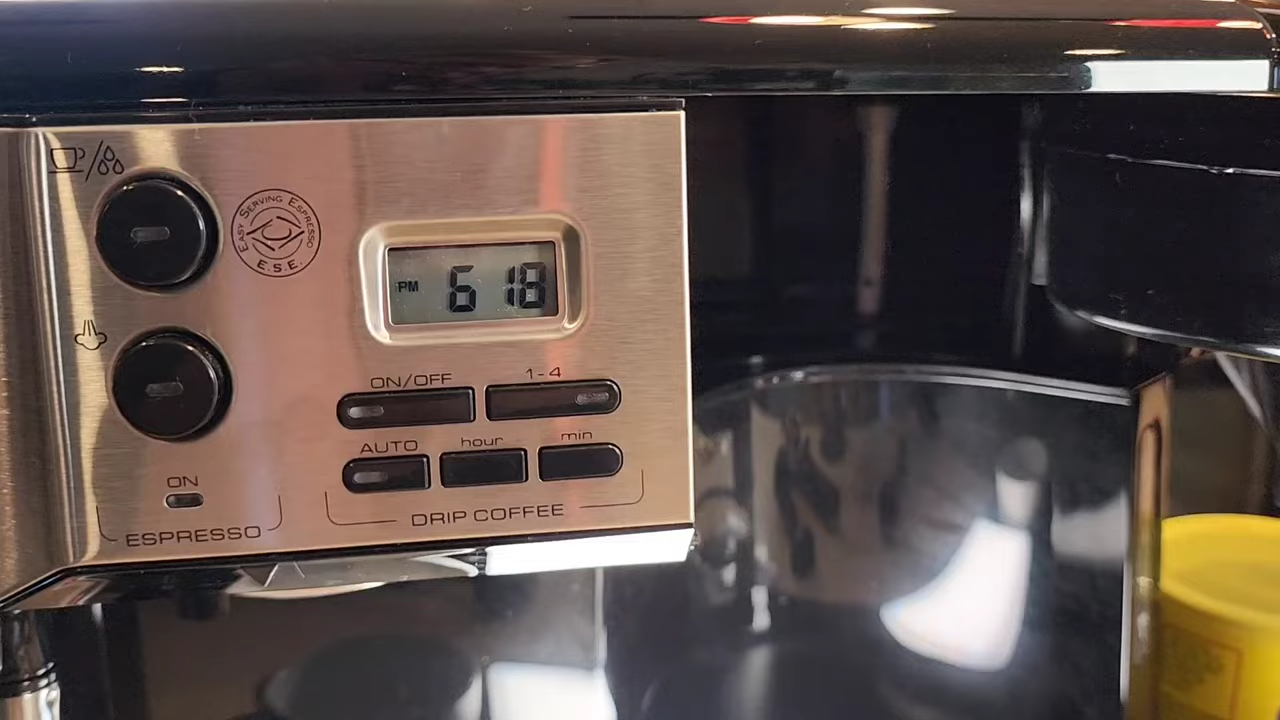 EASY SERVING ESPRESSO
E.S.E.
PM 6 18
ON/OFF
1-4
AUTO
hour
min
ON
DRIP COFFEE
ESPRESSO